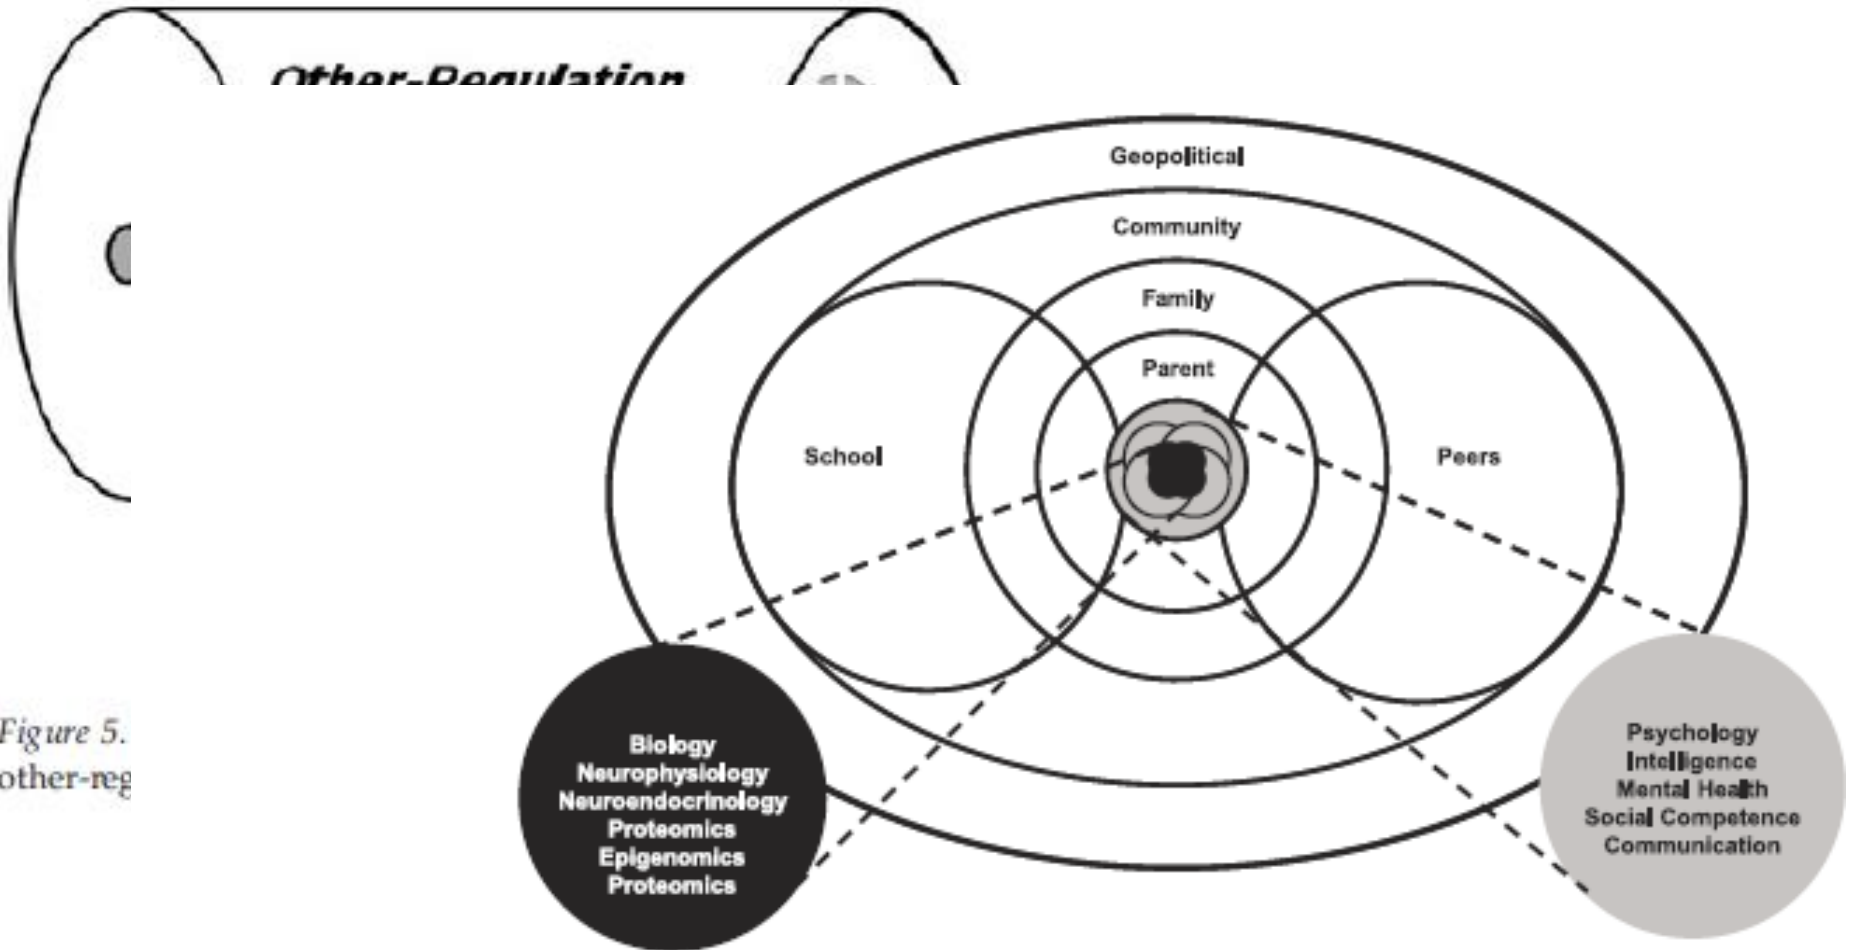 Other-Regulation
Geopolitical
Community
Family
Parent
School
Peers
Figure 5.
other-reg
Biology
Neurophysiology
Neuroendocrinology
Proteomics
Epigenomics
Proteomics
Psychology
Intelligence
Mental Health
Social Competence
Communication